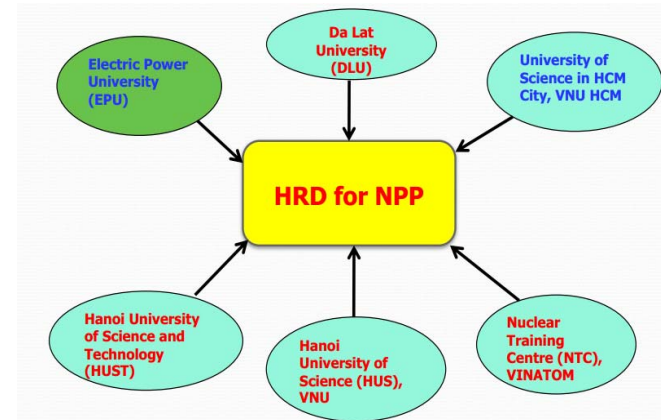 Da Lat
University
(DLU)
Electric Power
University
(EPU)
University of
Science in HCM
City, VNU HCM
HRD for NPP
Hanoi University
of Science and
Technology
(HUST)
Hanoi
University of
Science (HUS),
VNU
Nuclear
Training
Centre (NTC),
VINATOM